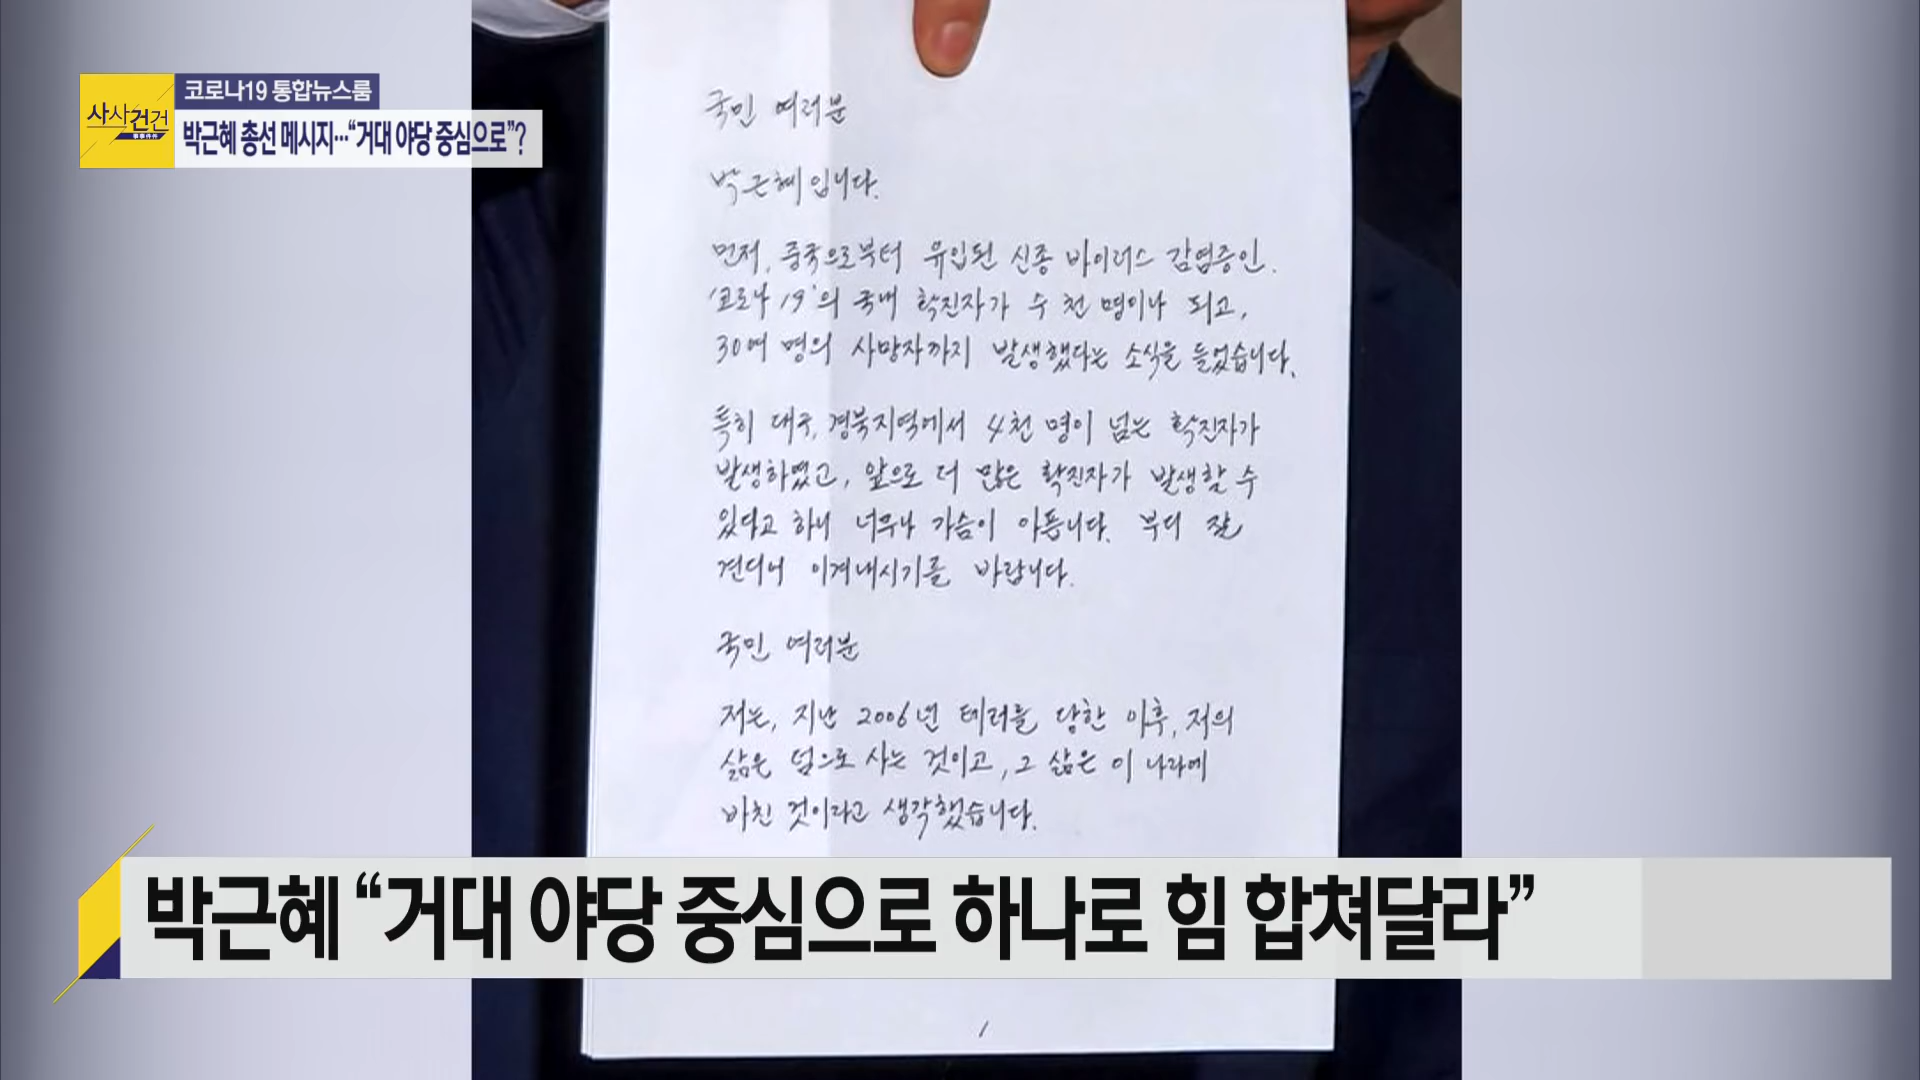 코로나19 통합뉴스룸
사사건건
事事件件
박근혜 총선 메시지…“거대 야당 중심으로”?
국민 여러분
박근혜입니다.
먼저, 중국으로부터 유입된 신종 바이러스 감염증인.
'코로나 19'의 국내 확진자가 수 천 명이나 되고,
30여 명의 사망자까지 발생했다는 소식을 들었습니다.
특히 대구, 경북지역에서 4천 명이 넘는 확진자가
발생하였고, 앞으로 더 많은 확진자가 발생할 수
있다고 하니 너무나 가슴이 아픕니다. 부디 잘
견디어 이겨내시기를 바랍니다.
국민 여러분
저는, 지난 2006년 테러를 당한 이후, 저의
삶은 덤으로 사는 것이고, 그 삶은 이 나라에
바친 것이라고 생각했습니다.
박근혜 “거대 야당 중심으로 하나로 힘 합쳐달라”
1